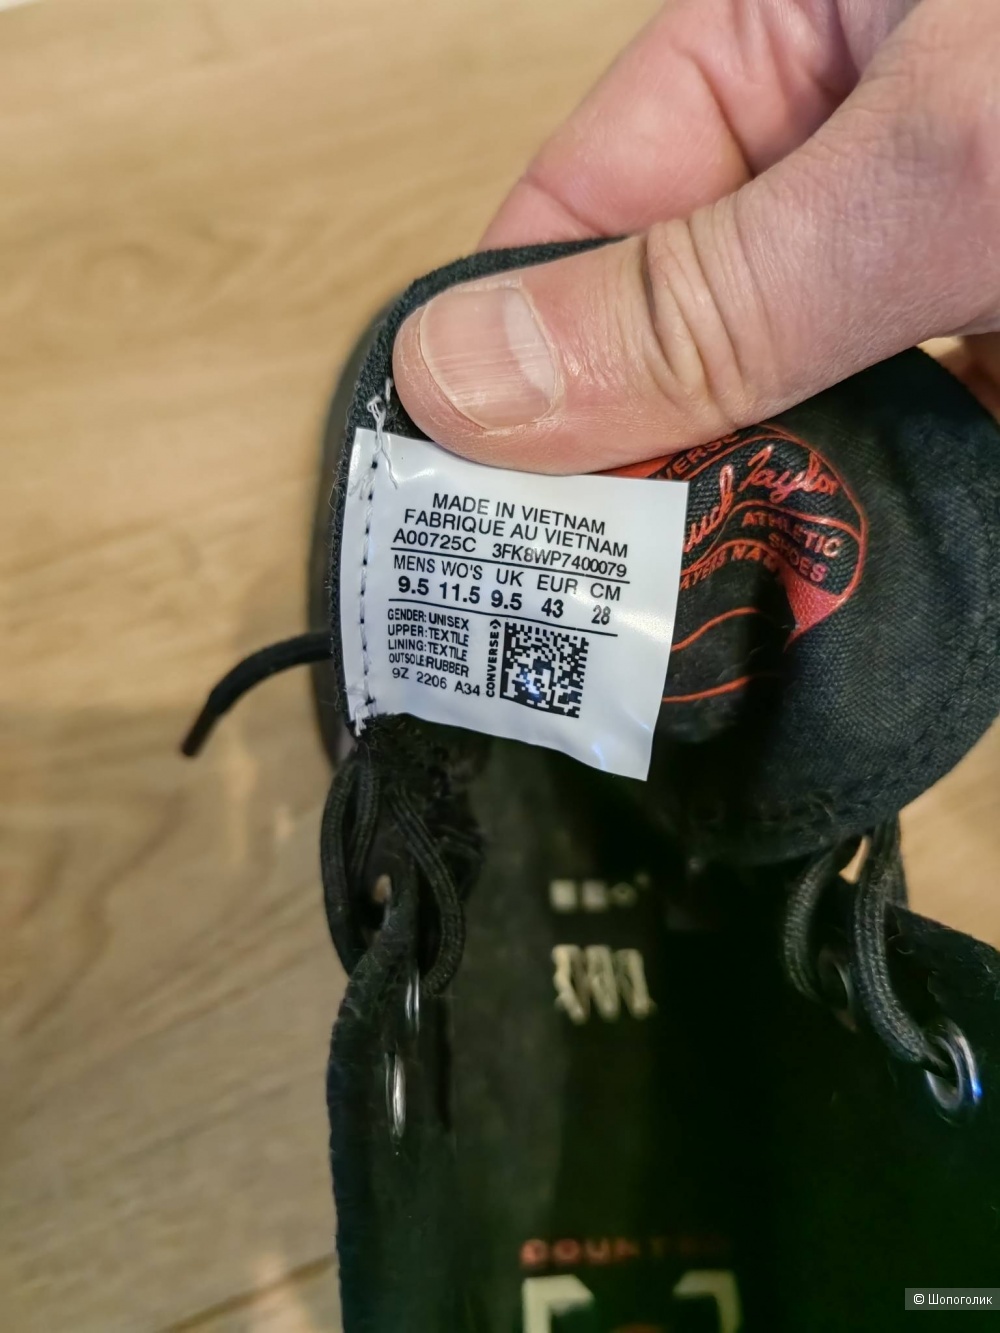 MADE IN VIETNAM
FABRIQUE AU VIETNAM
A00725C 3FK8WP7400079
MENS WO'S UK EUR CM
9.5 11.5 9.5 43 28
GENDER: UNISEX
UPPER: TEXTILE
LINING: TEXTILE
OUTSOLE: RUBBER
9Z 2206 A34
CONVERSE
Taylor
ATHLETIC
SHOES
© Шопоголик